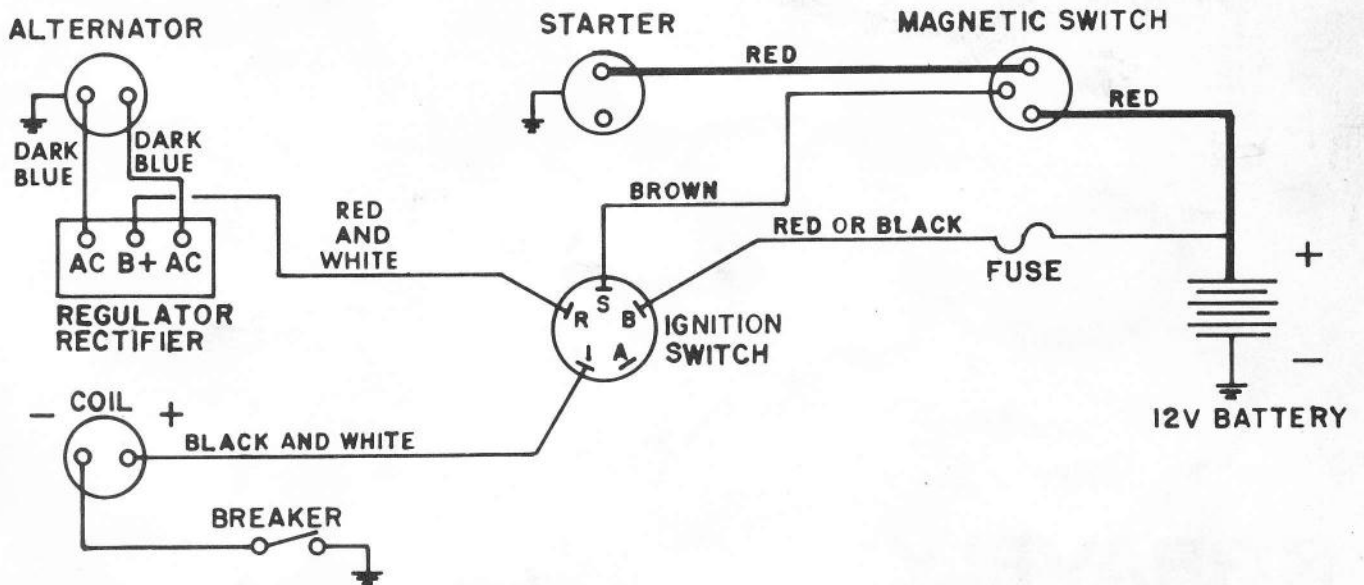 ALTERNATOR
STARTER
MAGNETIC SWITCH
RED
RED
DARK
BLUE
DARK
BLUE
BROWN
RED
AND
WHITE
RED OR BLACK
FUSE
AC B+ AC
REGULATOR
RECTIFIER
S
R B
I A
IGNITION
SWITCH
+
−
12V BATTERY
− COIL +
BLACK AND WHITE
BREAKER